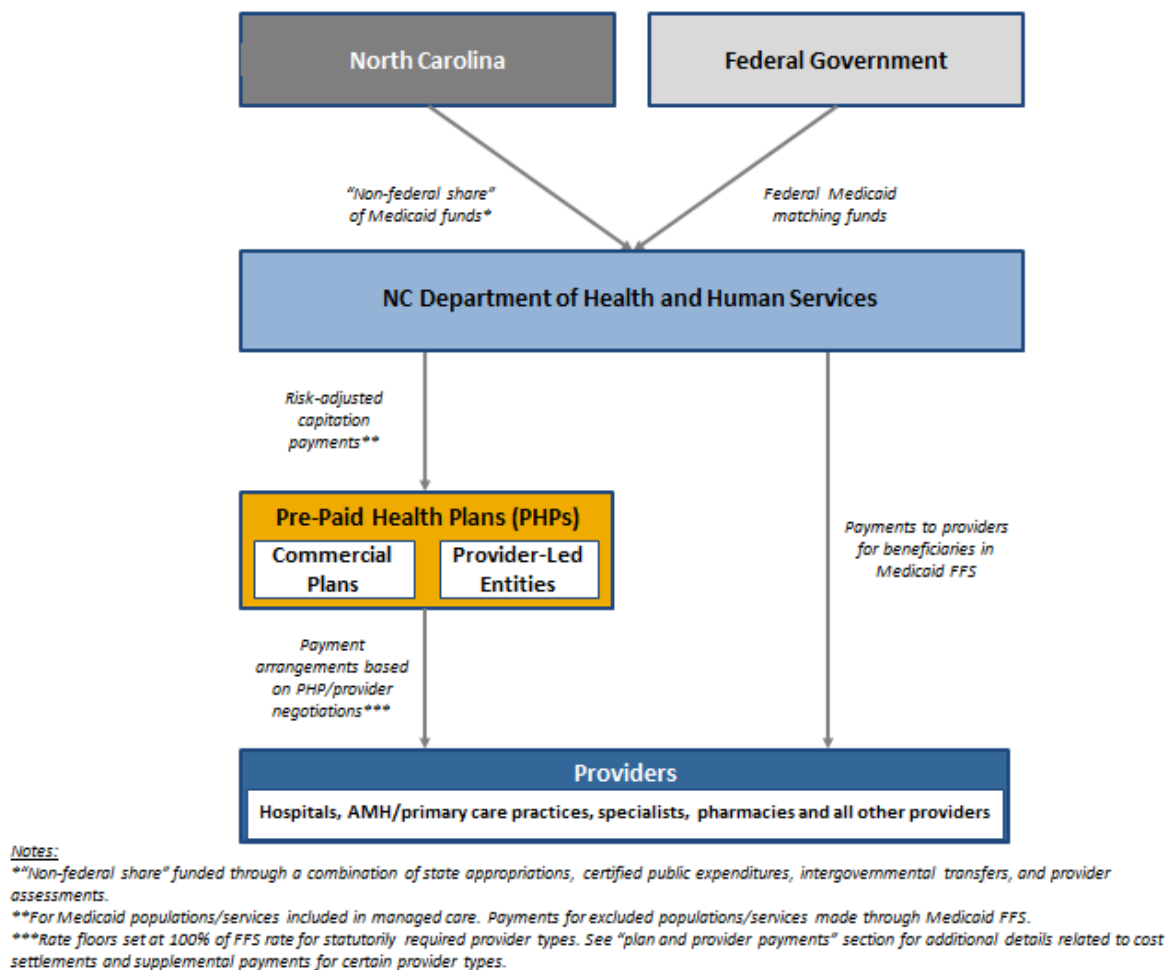 North Carolina
Federal Government
“Non-federal share”
of Medicaid funds*
Federal Medicaid
matching funds
NC Department of Health and Human Services
Risk-adjusted
capitation
payments**
Pre-Paid Health Plans (PHPs)
Commercial
Plans
Provider-Led
Entities
Payments to providers
for beneficiaries in
Medicaid FFS
Payment
arrangements based
on PHP/provider
negotiations***
Providers
Hospitals, AMH/primary care practices, specialists, pharmacies and all other providers
Notes:
*“Non-federal share” funded through a combination of state appropriations, certified public expenditures, intergovernmental transfers, and provider
assessments.
**For Medicaid populations/services included in managed care. Payments for excluded populations/services made through Medicaid FFS.
***Rate floors set at 100% of FFS rate for statutorily required provider types. See “plan and provider payments” section for additional details related to cost
settlements and supplemental payments for certain provider types.